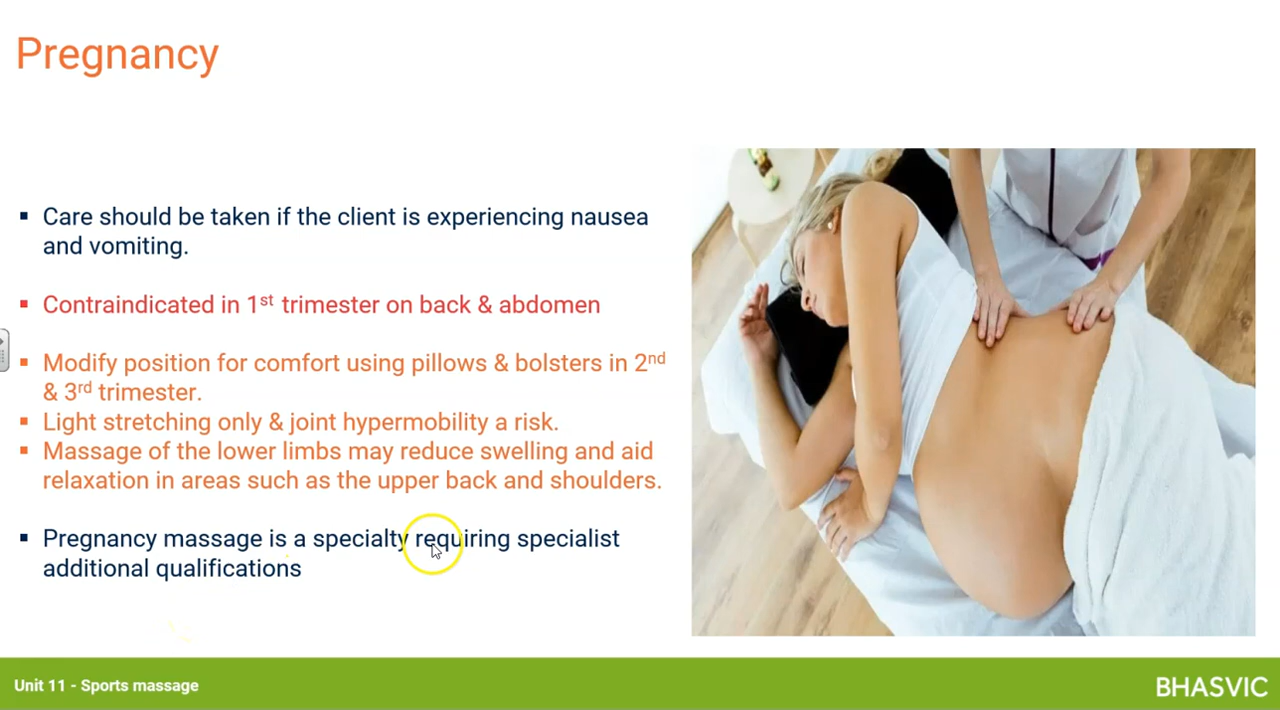 Pregnancy
▪ Care should be taken if the client is experiencing nausea
and vomiting.
▪ Contraindicated in 1st trimester on back & abdomen
▪ Modify position for comfort using pillows & bolsters in 2nd
& 3rd trimester.
▪ Light stretching only & joint hypermobility a risk.
▪ Massage of the lower limbs may reduce swelling and aid
relaxation in areas such as the upper back and shoulders.
▪ Pregnancy massage is a specialty requiring specialist
additional qualifications
Unit 11 - Sports massage
BHASVIC